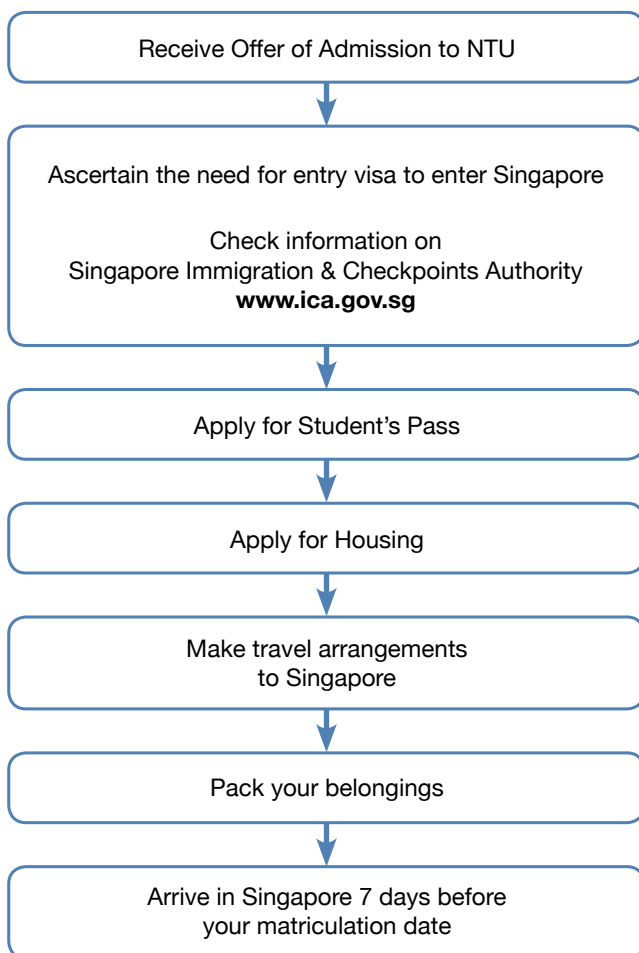 Receive Offer of Admission to NTU
Ascertain the need for entry visa to enter Singapore
Check information on
Singapore Immigration & Checkpoints Authority
www.ica.gov.sg
Apply for Student’s Pass
Apply for Housing
Make travel arrangements
to Singapore
Pack your belongings
Arrive in Singapore 7 days before
your matriculation date